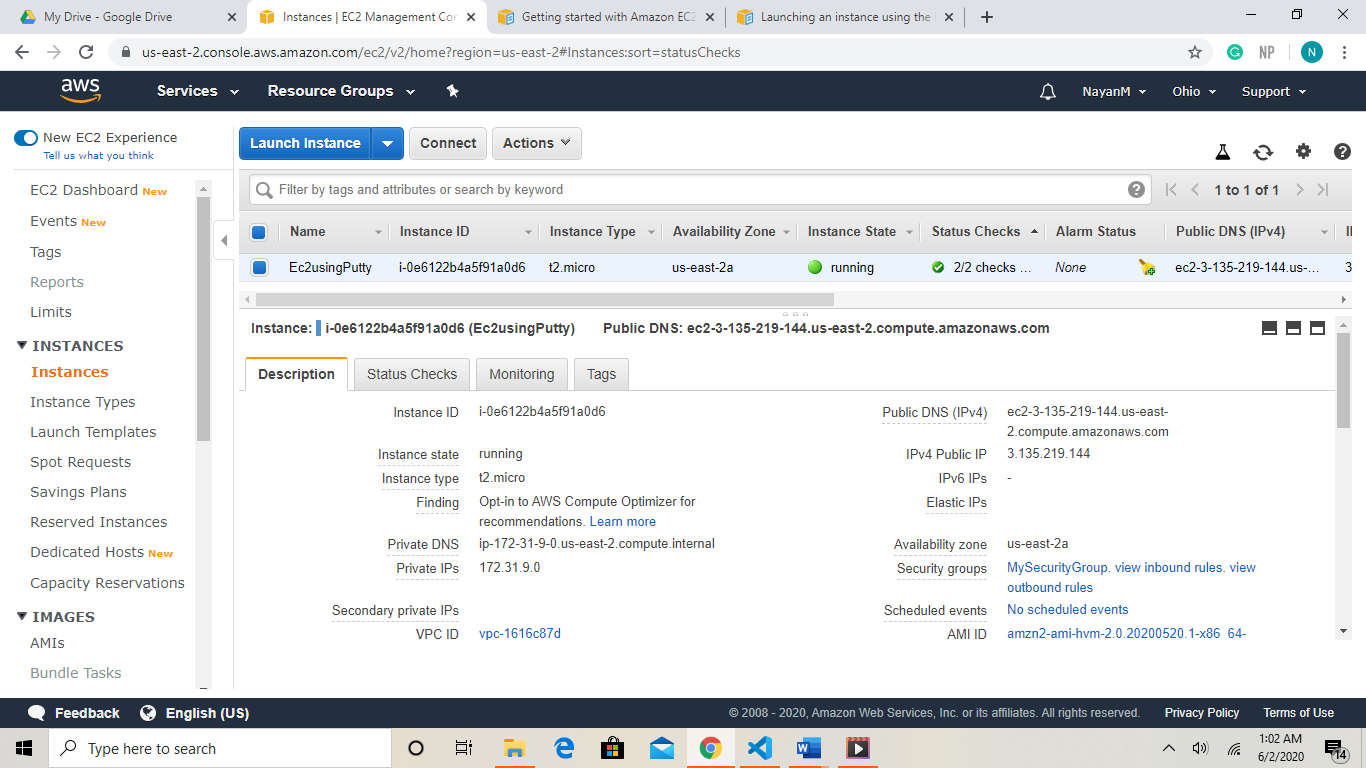 My Drive - Google Drive
Instances | EC2 Management Con
Getting started with Amazon EC2
Launching an instance using the
us-east-2.console.aws.amazon.com/ec2/v2/home?region=us-east-2#Instances:sort=statusChecks
NP
N
aws
Services
Resource Groups
NayanM
Ohio
Support
New EC2 Experience
Tell us what you think
Launch Instance
Connect
Actions
Filter by tags and attributes or search by keyword
1 to 1 of 1
EC2 Dashboard New
Events New
Tags
Reports
Limits
INSTANCES
Instances
Instance Types
Launch Templates
Spot Requests
Savings Plans
Reserved Instances
Dedicated Hosts New
Capacity Reservations
IMAGES
AMIs
Bundle Tasks
Name Instance ID Instance Type Availability Zone Instance State Status Checks Alarm Status Public DNS (IPv4)
Ec2usingPutty i-0e6122b4a5f91a0d6 t2.micro us-east-2a running 2/2 checks ... None ec2-3-135-219-144.us-... 3
Instance: i-0e6122b4a5f91a0d6 (Ec2usingPutty) Public DNS: ec2-3-135-219-144.us-east-2.compute.amazonaws.com
Description
Status Checks
Monitoring
Tags
Instance ID i-0e6122b4a5f91a0d6
Instance state running
Instance type t2.micro
Finding Opt-in to AWS Compute Optimizer for
recommendations. Learn more
Private DNS ip-172-31-9-0.us-east-2.compute.internal
Private IPs 172.31.9.0
Secondary private IPs
VPC ID vpc-1616c87d
Public DNS (IPv4) ec2-3-135-219-144.us-east-
2.compute.amazonaws.com
IPv4 Public IP 3.135.219.144
IPv6 IPs -
Elastic IPs
Availability zone us-east-2a
Security groups MySecurityGroup. view inbound rules. view
outbound rules
Scheduled events No scheduled events
AMI ID amzn2-ami-hvm-2.0.20200520.1-x86_64-
Feedback
English (US)
© 2008 - 2020, Amazon Web Services, Inc. or its affiliates. All rights reserved.
Privacy Policy
Terms of Use
Type here to search
1:02 AM
6/2/2020
14